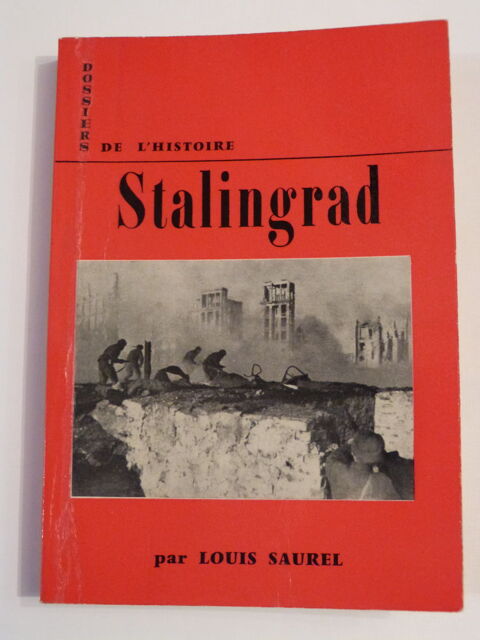 DOSSIERS
DE L'HISTOIRE
Stalingrad
par LOUIS SAUREL